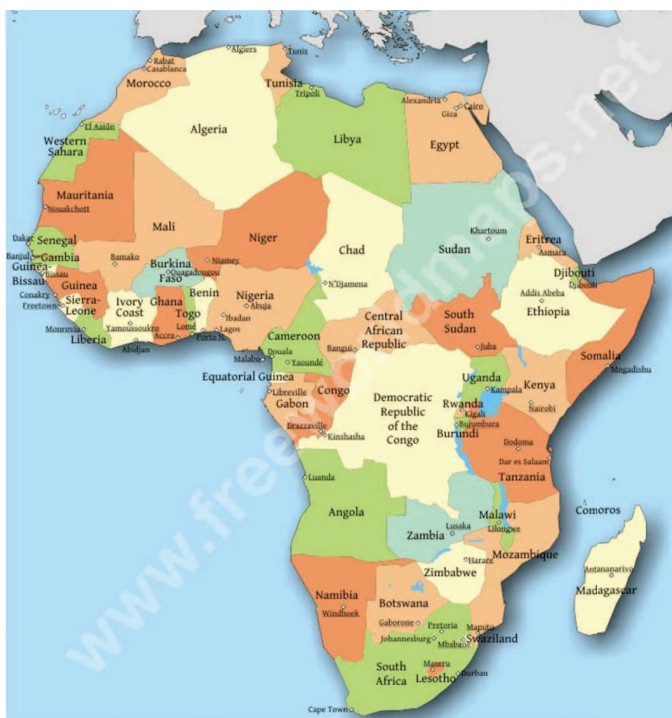 Algiers
Tunis
Rabat
Casablanca
Morocco
Tunisia
Tripoli
Alexandria
Cairo
Giza
El Aaiún
Western
Sahara
Algeria
Libya
Egypt
Mauritania
Nouakchott
Mali
Niger
Chad
Sudan
Khartoum
Eritrea
Asmara
Dakar
Senegal
Banjul
Gambia
Guinea-
Bissau
Bissau
Bamako
Burkina
Faso
Ouagadougou
Niamey
N'Djamena
Djibouti
Djibouti
Guinea
Conakry
Freetown
Sierra-
Leone
Ivory
Coast
Yamoussoukro
Ghana
Togo
Benin
Nigeria
Abuja
Ibadan
Lagos
Lomé
Porto N.
Accra
Abidjan
Monrovia
Liberia
Addis Abeba
Ethiopia
Central
African
Republic
South
Sudan
Cameroon
Douala
Yaoundé
Malabo
Bangui
Juba
Somalia
Mogadishu
Equatorial Guinea
Libreville
Gabon
Congo
Democratic
Republic
of the
Congo
Uganda
Kampala
Kenya
Nairobi
Rwanda
Kigali
Bujumbura
Burundi
Brazzaville
Kinshasha
Dodoma
Dar es Salaam
Tanzania
Luanda
Angola
Zambia
Lusaka
Malawi
Lilongwe
Comoros
Mozambique
Harare
Zimbabwe
Antananarivo
Madagascar
Namibia
Windhoek
Botswana
Gaborone
Pretoria
Johannesburg
Maputo
Mbabane
Swaziland
South
Africa
Maseru
Lesotho
Durban
Cape Town
www.freeworldmaps.net